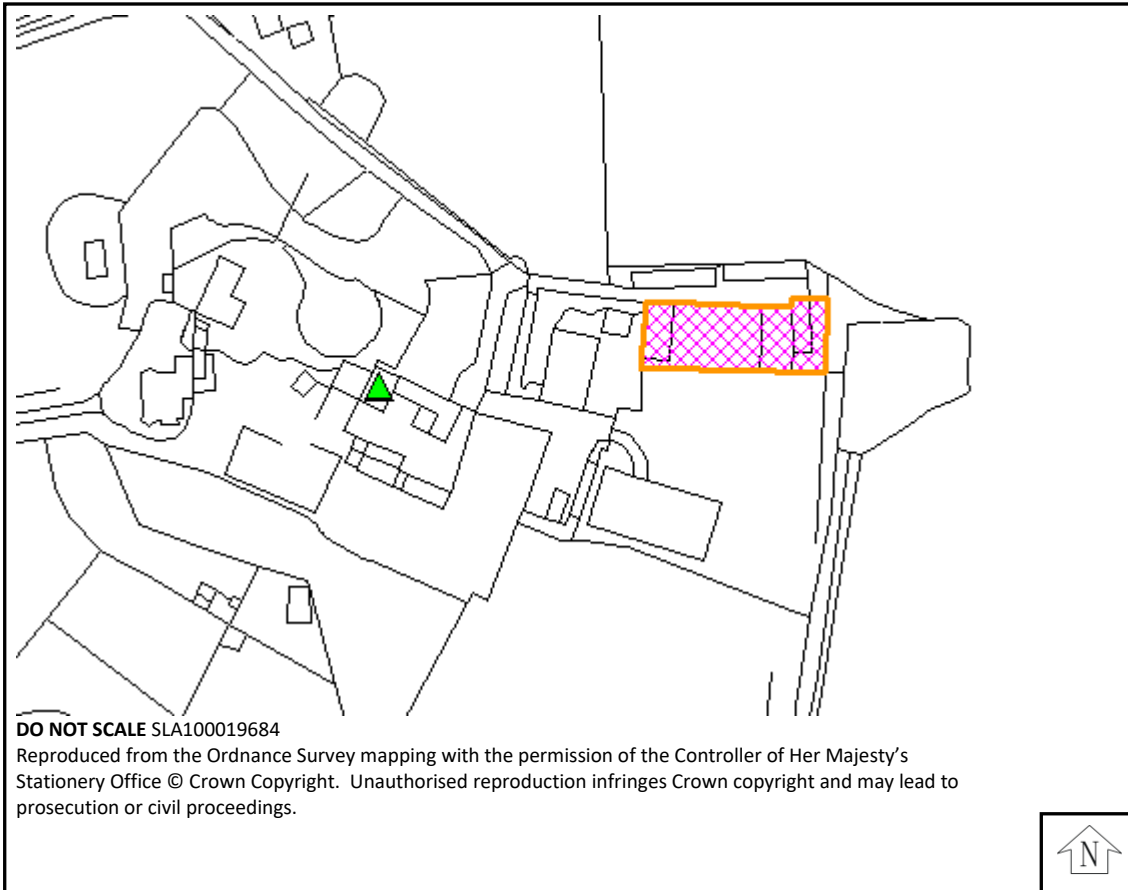 DO NOT SCALE SLA100019684
Reproduced from the Ordnance Survey mapping with the permission of the Controller of Her Majesty’s
Stationery Office © Crown Copyright.  Unauthorised reproduction infringes Crown copyright and may lead to
prosecution or civil proceedings.
N